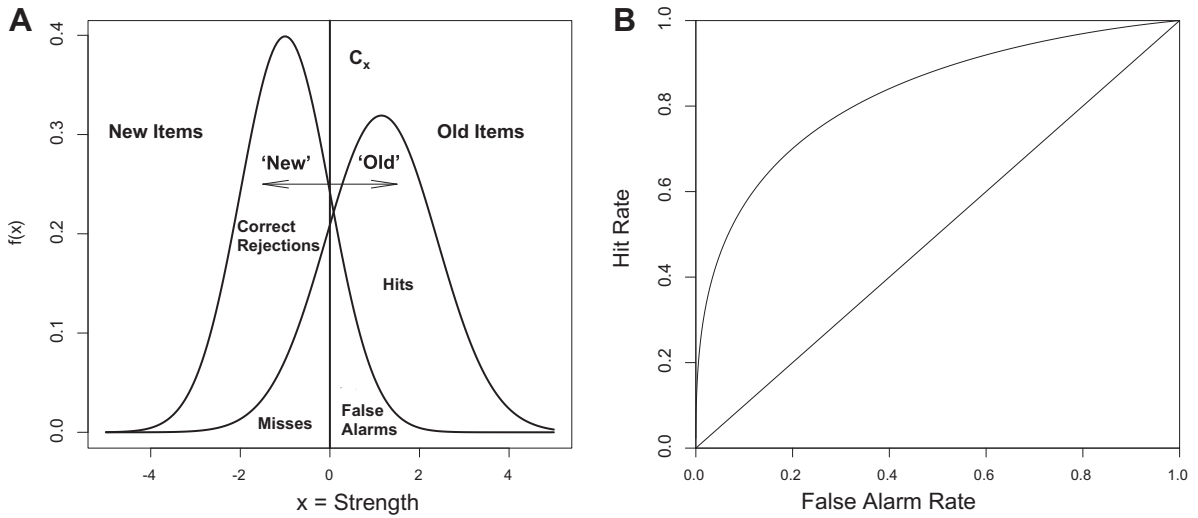 A
f(x)
0.4
0.3
0.2
0.1
0.0
New Items
C_x
Old Items
‘New’
‘Old’
Correct
Rejections
Hits
Misses
False
Alarms
-4
-2
0
2
4
x = Strength
B
Hit Rate
1.0
0.8
0.6
0.4
0.2
0.0
0.0
0.2
0.4
0.6
0.8
1.0
False Alarm Rate